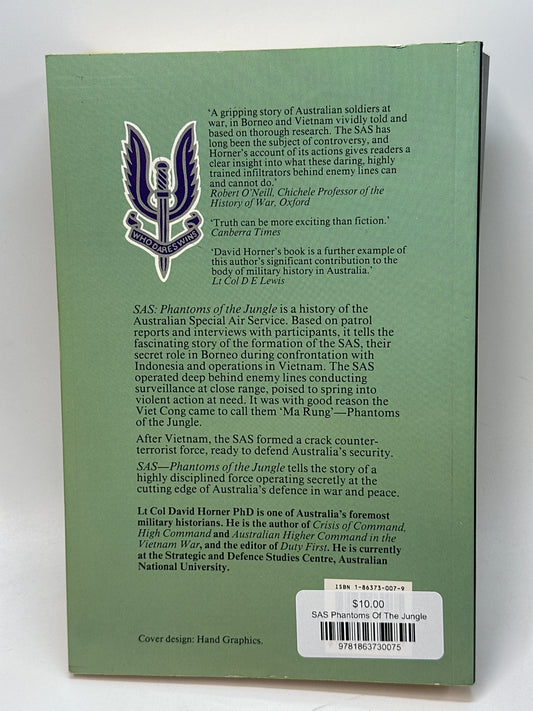 'A gripping story of Australian soldiers at
war, in Borneo and Vietnam vividly told and
based on thorough research. The SAS has
long been the subject of controversy, and
Horner's account of its actions gives readers a
clear insight into what these daring, highly
trained infiltrators behind enemy lines can
and cannot do.'
Robert O'Neill, Chichele Professor of the
History of War, Oxford
'Truth can be more exciting than fiction.'
Canberra Times
'David Horner's book is a further example of
this author's significant contribution to the
body of military history in Australia.'
Lt Col D E Lewis
WHO DARES WINS
SAS: Phantoms of the Jungle is a history of the
Australian Special Air Service. Based on patrol
reports and interviews with participants, it tells the
fascinating story of the formation of the SAS, their
secret role in Borneo during confrontation with
Indonesia and operations in Vietnam. The SAS
operated deep behind enemy lines conducting
surveillance at close range, poised to spring into
violent action at need. It was with good reason the
Viet Cong came to call them 'Ma Rung'—Phantoms
of the Jungle.
After Vietnam, the SAS formed a crack counter-
terrorist force, ready to defend Australia's security.
SAS—Phantoms of the Jungle tells the story of a
highly disciplined force operating secretly at the
cutting edge of Australia's defence in war and peace.
Lt Col David Horner PhD is one of Australia's foremost
military historians. He is the author of Crisis of Command,
High Command and Australian Higher Command in the
Vietnam War, and the editor of Duty First. He is currently
at the Strategic and Defence Studies Centre, Australian
National University.
ISBN 1-86373-007-9
$10.00
SAS Phantoms Of The Jungle
9781863730075
Cover design: Hand Graphics.